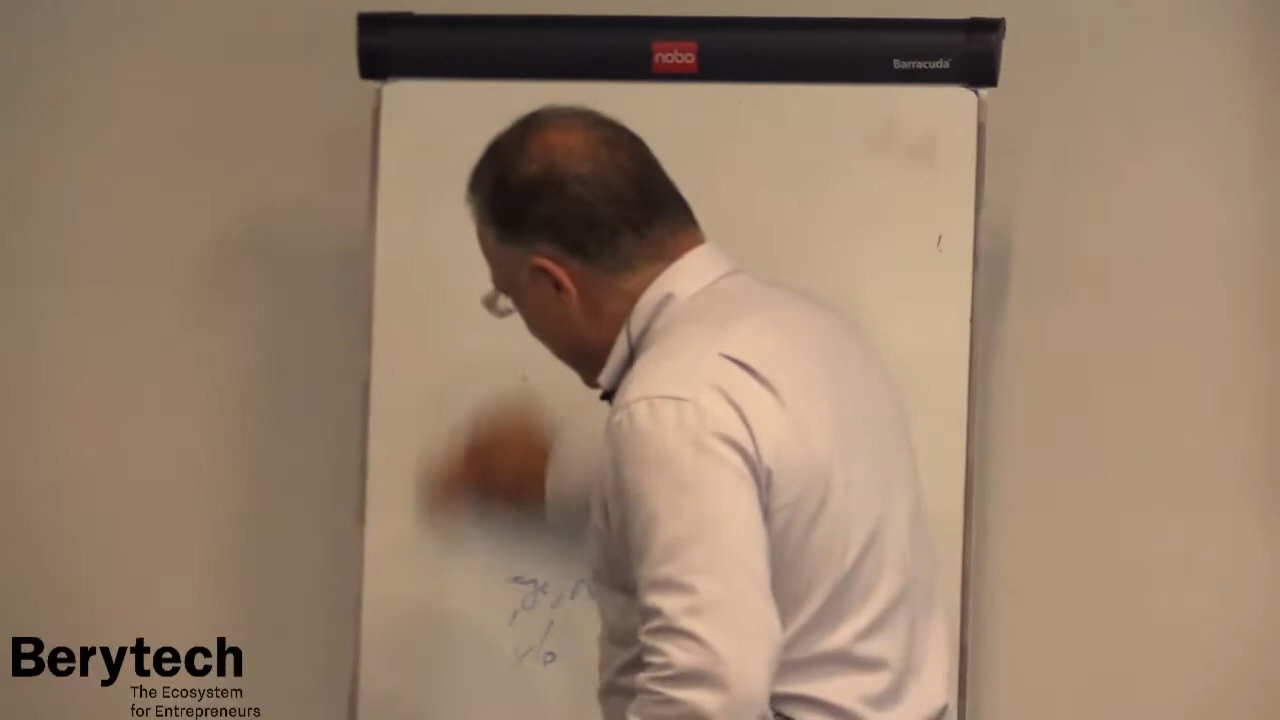 nobo
Barracuda
Berytech
The Ecosystem
for Entrepreneurs